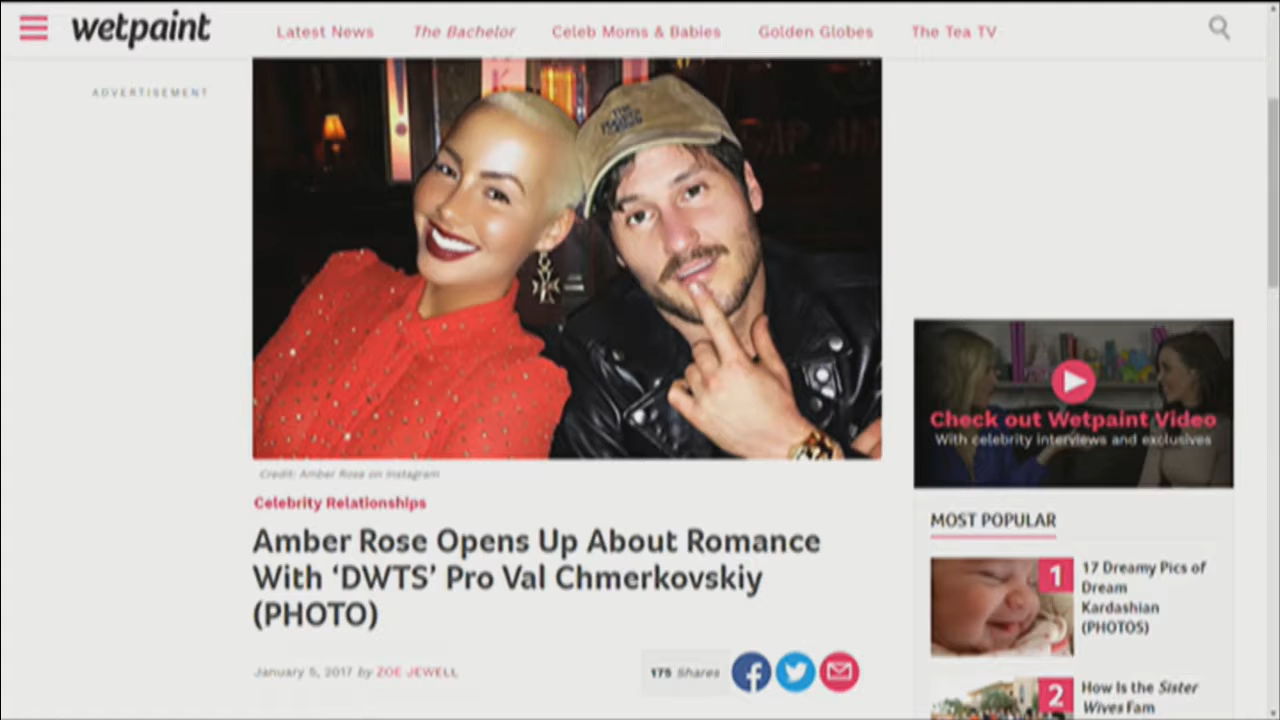 wetpaint
Latest News
The Bachelor
Celeb Moms & Babies
Golden Globes
The Tea TV
ADVERTISEMENT
Credit: Amber Rose on Instagram
Celebrity Relationships
Amber Rose Opens Up About Romance
With ‘DWTS’ Pro Val Chmerkovskiy
(PHOTO)
January 5, 2017 by ZOE JEWELL
175 Shares
Check out Wetpaint Video
With celebrity interviews and exclusives
MOST POPULAR
1
17 Dreamy Pics of
Dream
Kardashian
(PHOTOS)
2
How Is the Sister
Wives Fam